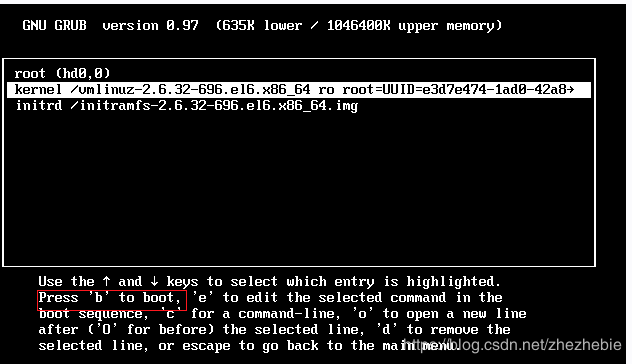 GNU GRUB  version 0.97  (635K lower / 1046400K upper memory)
root (hd0,0)
kernel /vmlinuz-2.6.32-696.el6.x86_64 ro root=UUID=e3d7e474-1ad0-42a8→
initrd /initramfs-2.6.32-696.el6.x86_64.img
Use the ↑ and ↓ keys to select which entry is highlighted.
Press 'b' to boot, 'e' to edit the selected command in the
boot sequence, 'c' for a command-line, 'o' to open a new line
after ('O' for before) the selected line, 'd' to remove the
selected line, or escape to go back to the main menu.
https://blog.csdn.net/zhezhebie